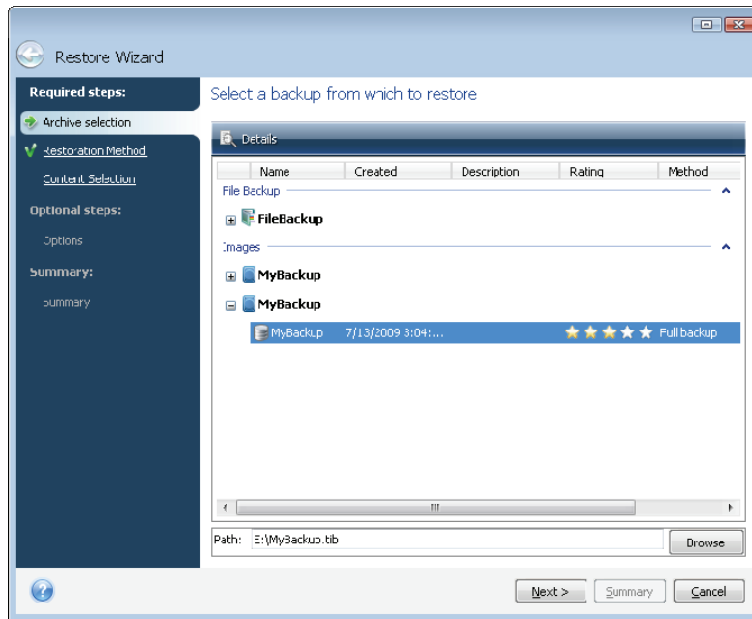 Restore Wizard
Required steps:
Archive selection
Restoration Method
Content Selection
Optional steps:
Options
Summary:
Summary
Select a backup from which to restore
Details
Name Created Description Rating Method
File Backup
FileBackup
Images
MyBackup
MyBackup
MyBackup 7/13/2009 3:04:... Full backup
Path: E:\MyBackup.tib
Browse
Next > Summary Cancel